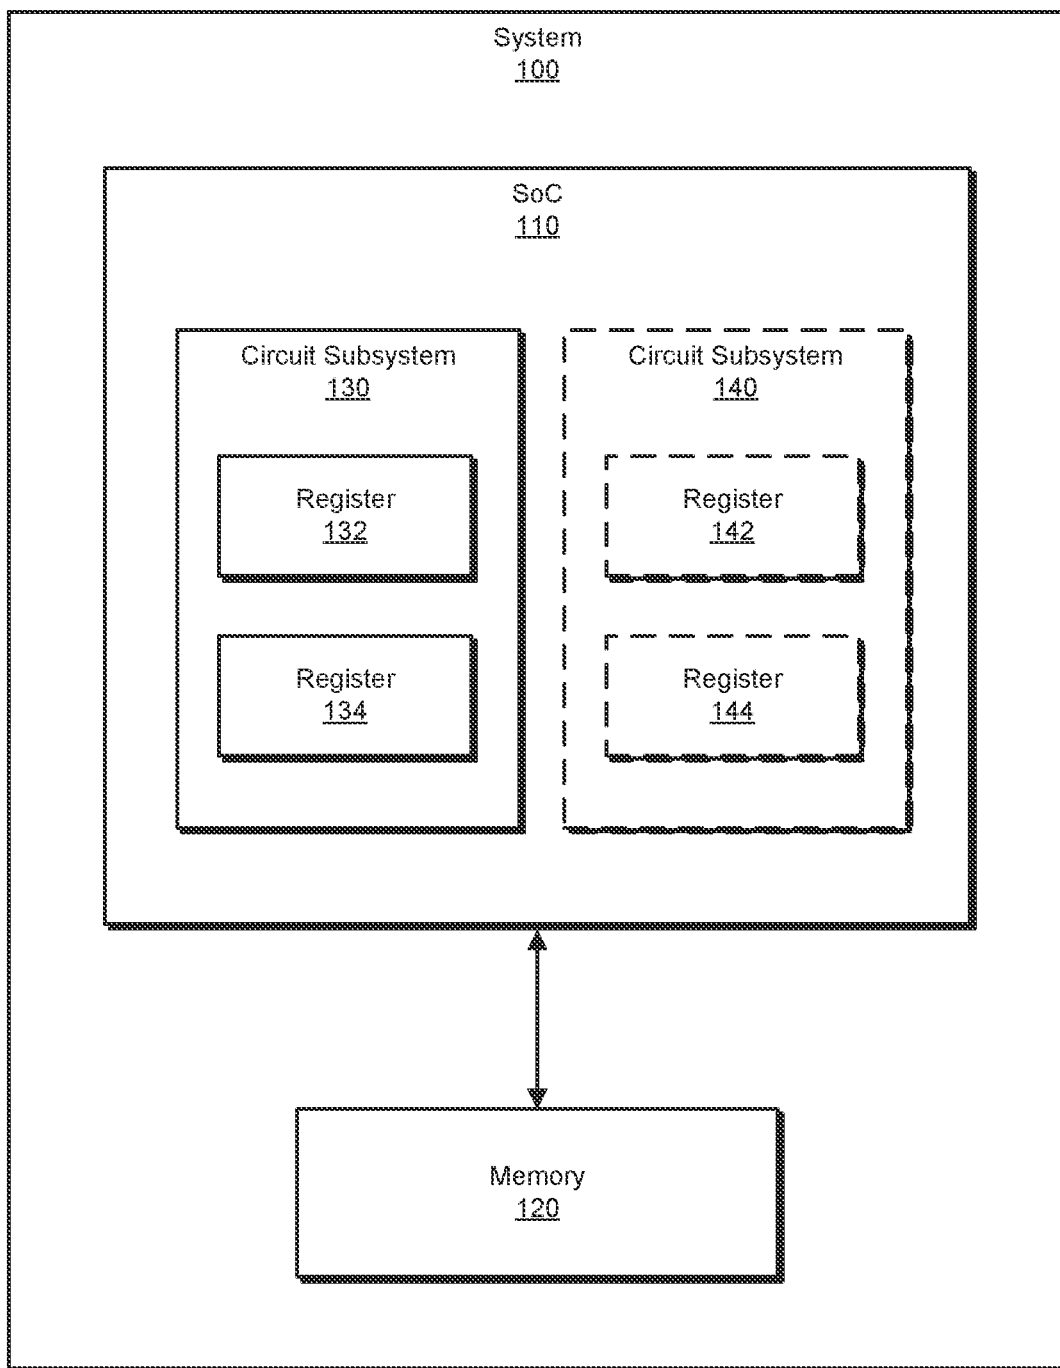 System
100
SoC
110
Circuit Subsystem
130
Register
132
Register
134
Circuit Subsystem
140
Register
142
Register
144
Memory
120